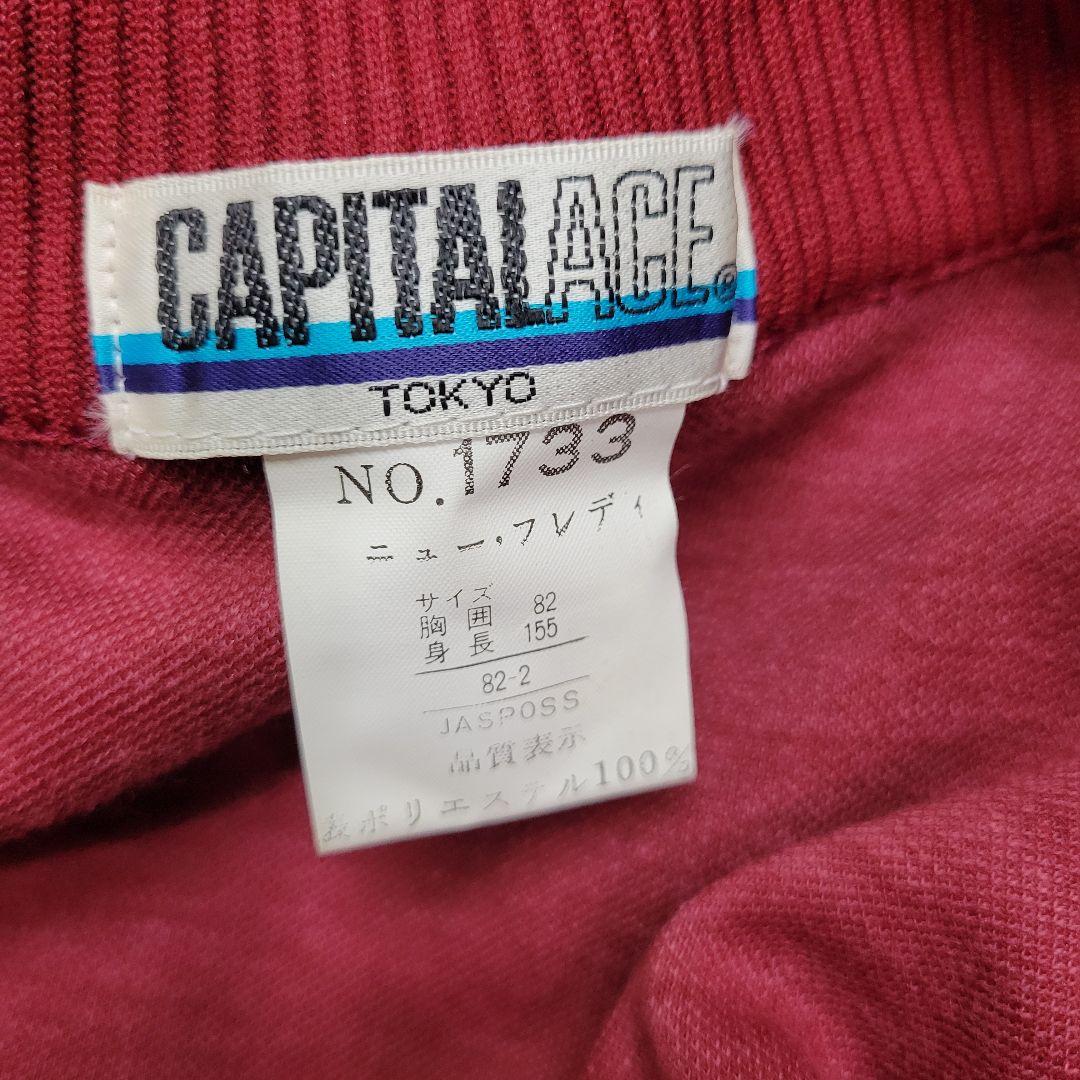 CAPITALACE®
TOKYO
NO.1733
ニュー・フレディ
サイズ
胸囲 82
身長 155
82-2
JASPOSS
品質表示
表ポリエステル100%